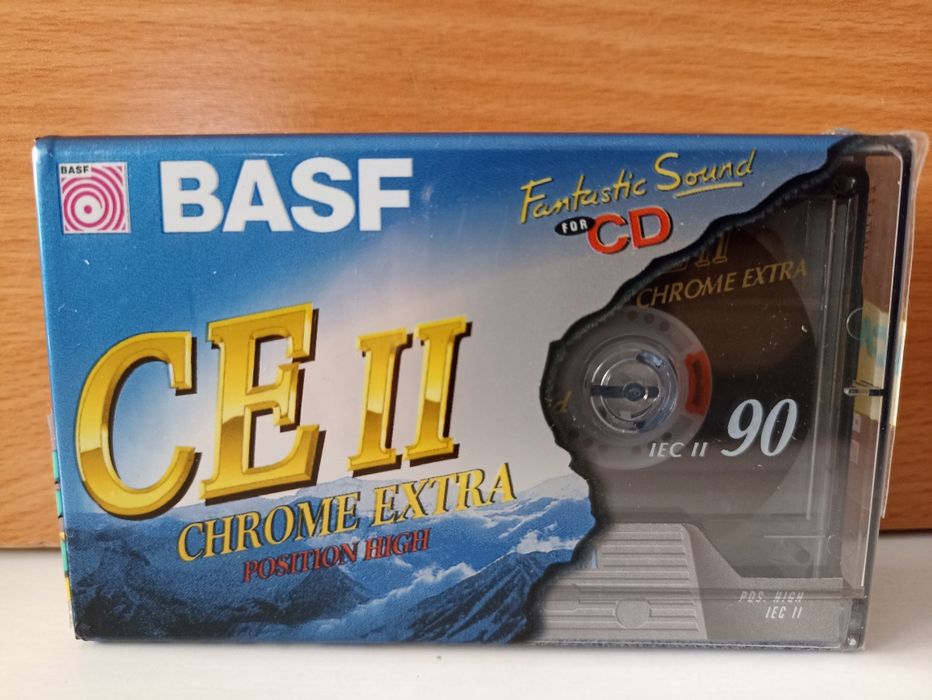 BASF
BASF
Fantastic Sound
FOR CD
CE II
CHROME EXTRA
POSITION HIGH
II
CHROME EXTRA
IEC II 90
POS. HIGH
IEC II